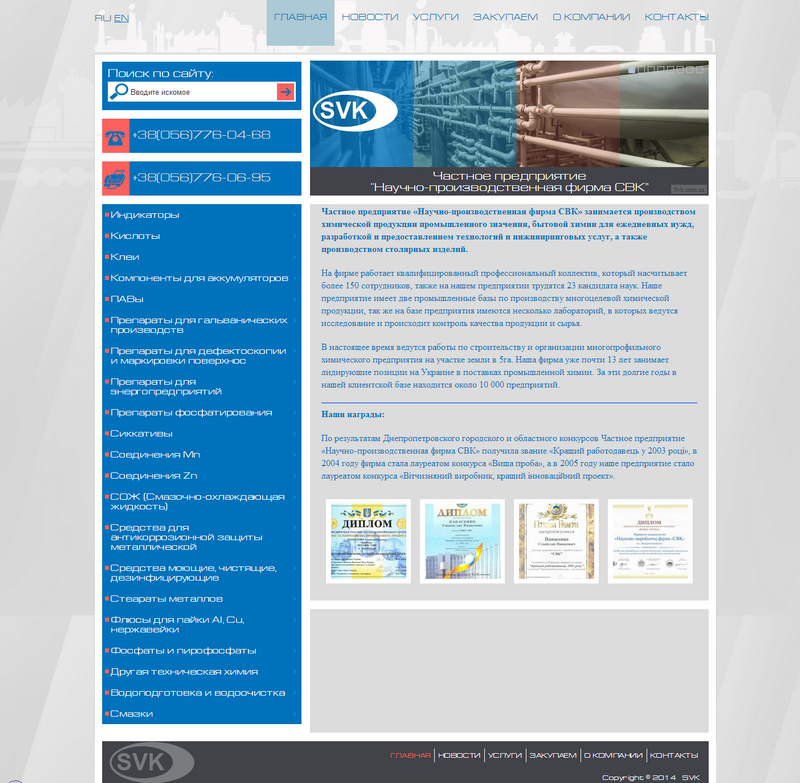 RU EN
ГЛАВНАЯ НОВОСТИ УСЛУГИ ЗАКУПАЕМ О КОМПАНИИ КОНТАКТЫ
Поиск по сайту:
Введите искомое
+38(056)776-04-68
+38(056)776-06-95
Индикаторы
Кислоты
Клеи
Компоненты для аккумуляторов
ПАВы
Препараты для гальванических
производств
Препараты для дефектоскопии
и маркировки поверхнос
Препараты для
энергопредприятий
Препараты фосфатирования
Сиккативы
Соединения Mn
Соединения Zn
СОЖ (Смазочно-охлаждающая
жидкость)
Средства для
антикоррозионной защиты
металлической
Средства моющие, чистящие,
дезинфицирующие
Стеараты металлов
Флюсы для пайки Al, Cu,
нержавейки
Фосфаты и пирофосфаты
Другая техническая химия
Водоподготовка и водоочистка
Смазки
SVK
Частное предприятие
"Научно-производственная фирма СВК"
Частное предприятие «Научно-производственная фирма СВК» занимается производством
химической продукции промышленного значения, бытовой химии для ежедневных нужд,
разработкой и предоставлением технологий и инжиниринговых услуг, а также
производством столярных изделий.
На фирме работает квалифицированный профессиональный коллектив, который насчитывает
более 150 сотрудников, также на нашем предприятии трудятся 23 кандидата наук. Наше
предприятие имеет две промышленные базы по производству многоцелевой химической
продукции, так же на базе предприятия имеются несколько лабораторий, в которых ведутся
исследование и происходит контроль качества продукции и сырья.
В настоящее время ведутся работы по строительству и организации многопрофильного
химического предприятия на участке земли в 5га. Наша фирма уже почти 13 лет занимает
лидирующие позиции на Украине в поставках промышленной химии. За эти долгие годы в
нашей клиентской базе находится около 10 000 предприятий.
Наши награды:
По результатам Днепропетровского городского и областного конкурсов Частное предприятие
«Научно-производственная фирма СВК» получила звание «Кращий работодавець у 2003 році», в
2004 году фирма стала лауреатом конкурса «Вища проба», а в 2005 году наше предприятие стало
лауреатом конкурса «Вітчизняний виробник, кращий інноваційний проект».
ДИПЛОМ
ДИПЛОМ
ДИПЛОМ
SVK
ГЛАВНАЯ НОВОСТИ УСЛУГИ ЗАКУПАЕМ О КОМПАНИИ КОНТАКТЫ
Copyright © 2014 SVK